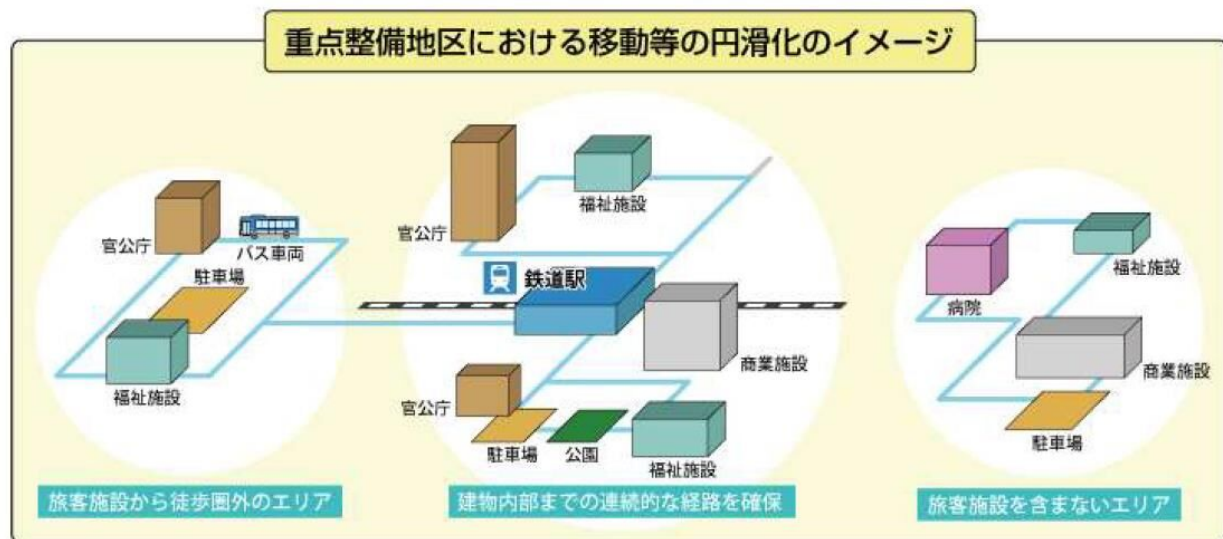 重点整備地区における移動等の円滑化のイメージ
官公庁
バス車両
駐車場
福祉施設
旅客施設から徒歩圏外のエリア
官公庁
福祉施設
鉄道駅
商業施設
官公庁
駐車場
公園
福祉施設
建物内部までの連続的な経路を確保
病院
福祉施設
商業施設
駐車場
旅客施設を含まないエリア